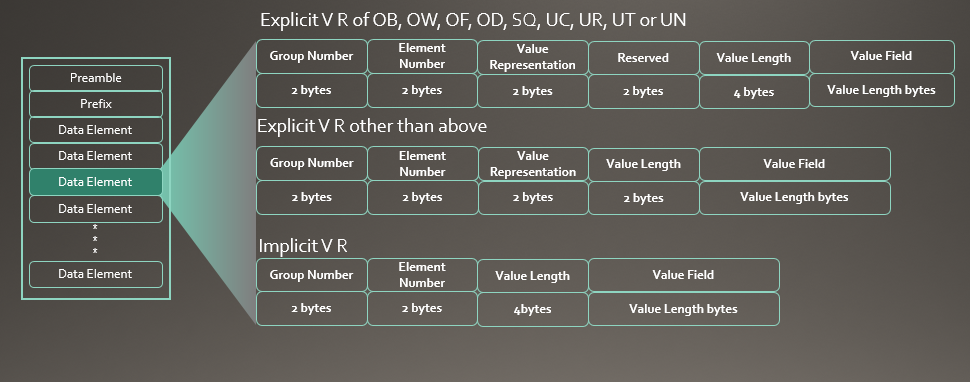 Explicit V R of OB, OW, OF, OD, SQ, UC, UR, UT or UN
Group Number
Element
Number
Value
Representation
Reserved
Value Length
Value Field
2 bytes
2 bytes
2 bytes
2 bytes
4 bytes
Value Length bytes
Explicit V R other than above
Group Number
Element
Number
Value
Representation
Value Length
Value Field
2 bytes
2 bytes
2 bytes
2 bytes
Value Length bytes
Implicit V R
Group Number
Element
Number
Value Length
Value Field
2 bytes
2 bytes
4bytes
Value Length bytes
Preamble
Prefix
Data Element
Data Element
Data Element
Data Element
*
*
*
Data Element